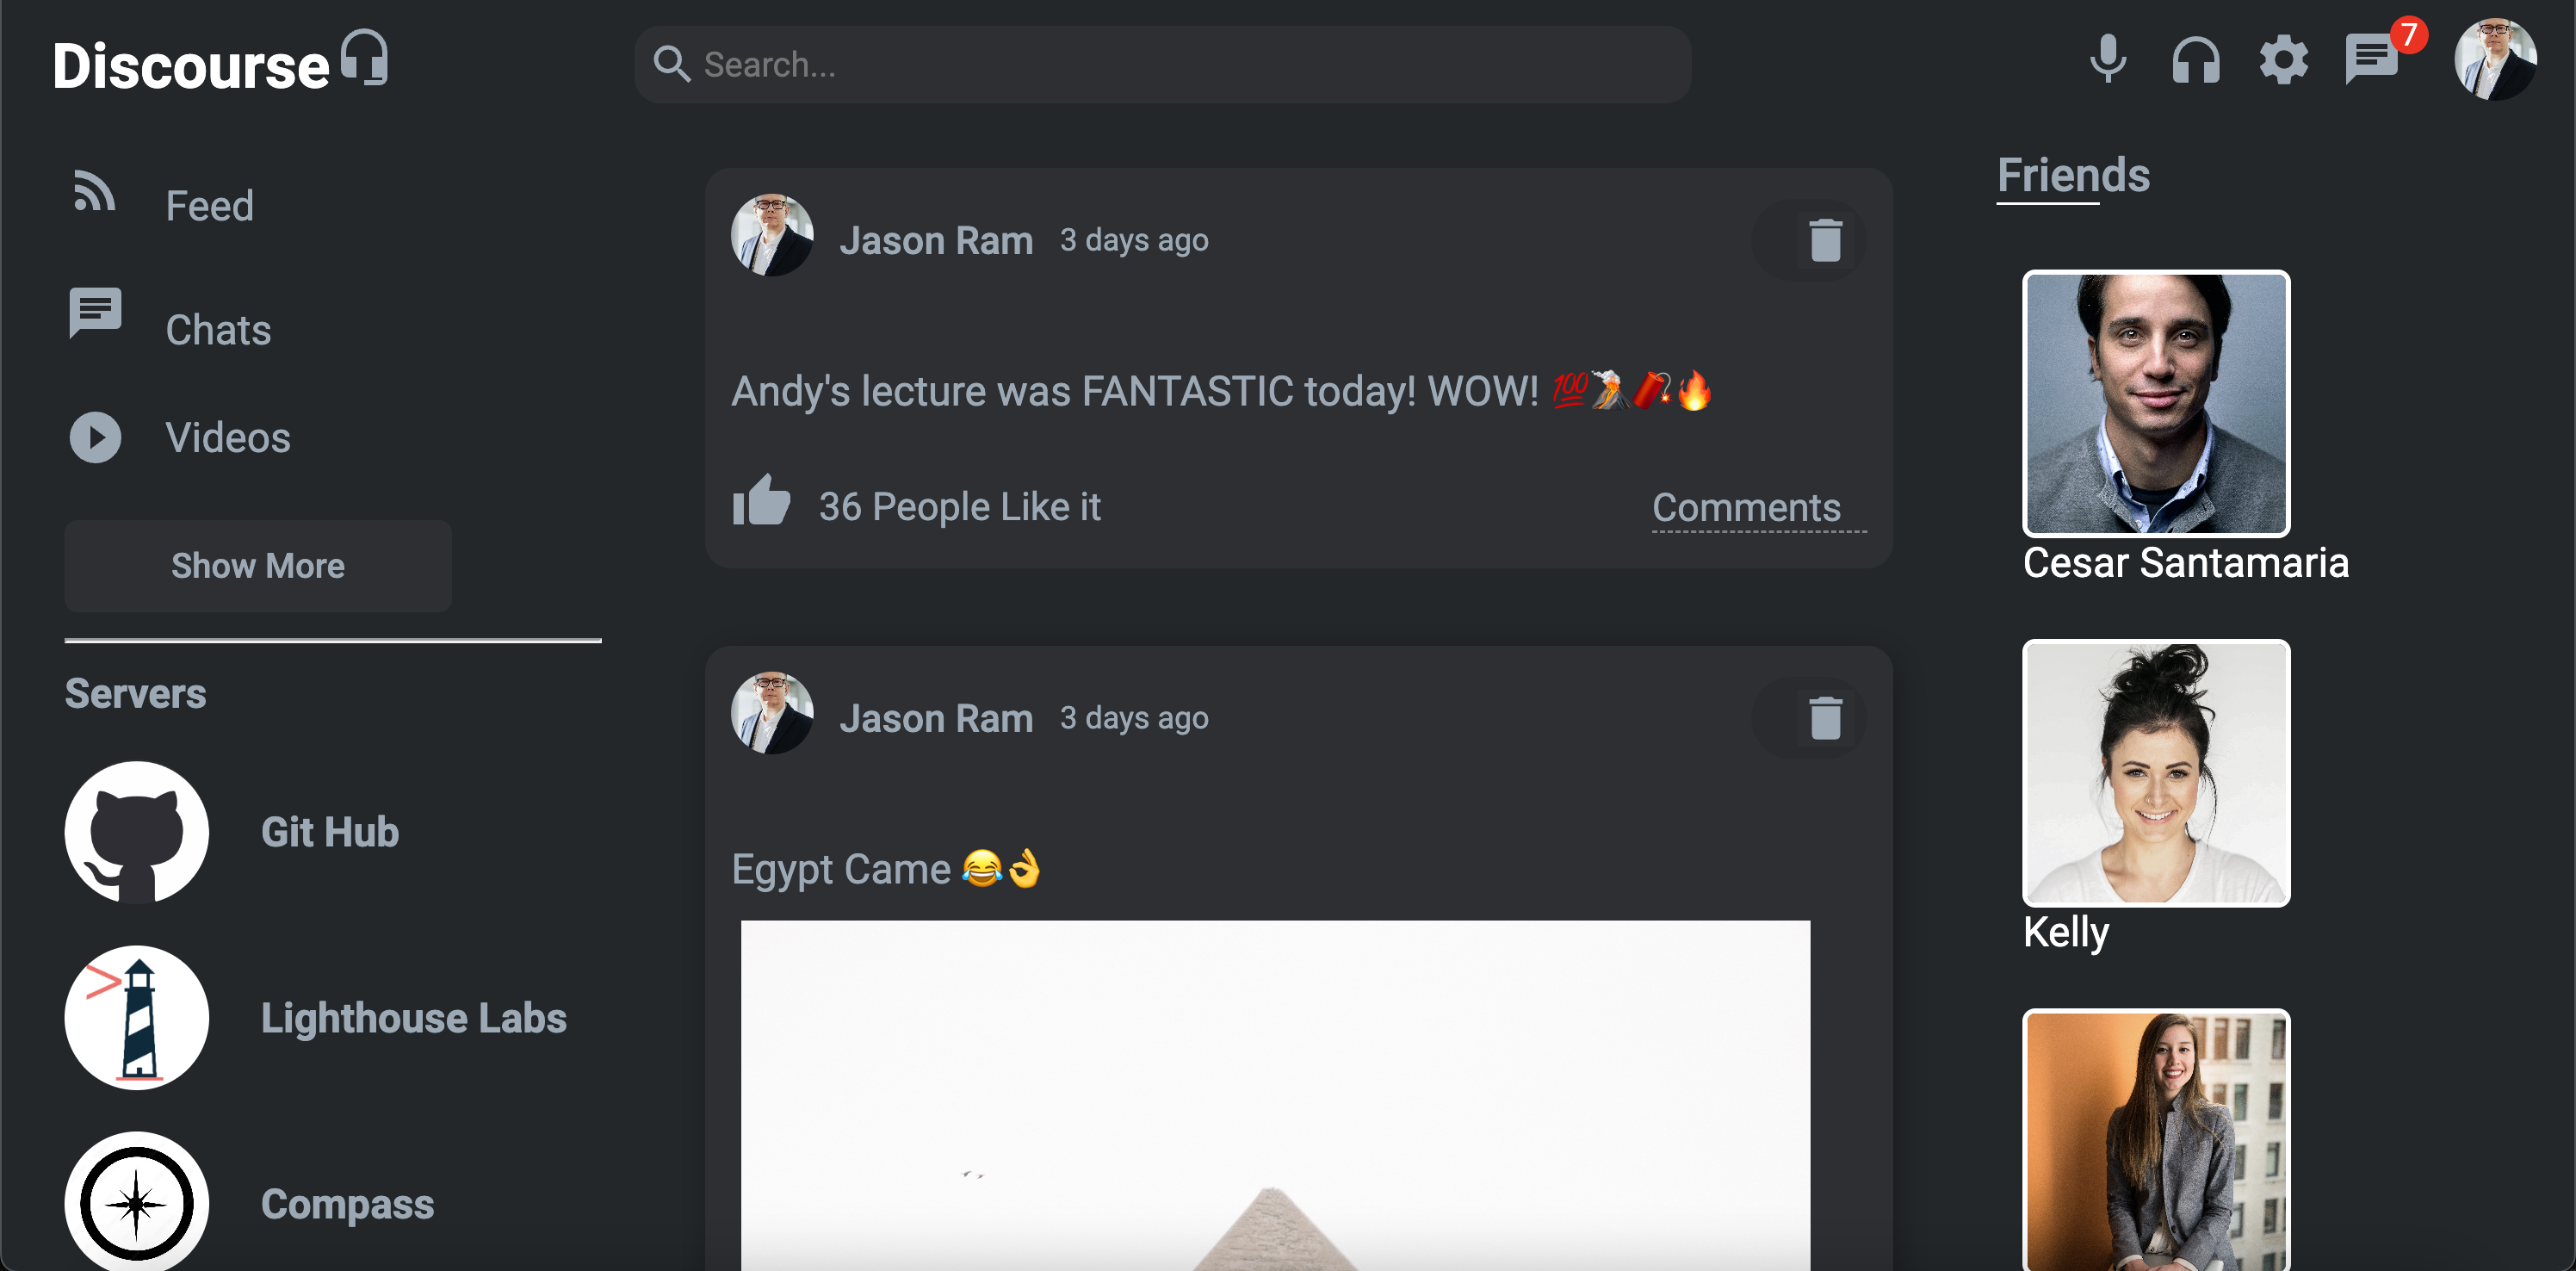 Discourse
Search...
7
Feed
Chats
Videos
Show More
Servers
Git Hub
Lighthouse Labs
Compass
Jason Ram 3 days ago
Andy's lecture was FANTASTIC today! WOW! 💯🌋🧨🔥
36 People Like it
Comments
Jason Ram 3 days ago
Egypt Came 😂👌
Friends
Cesar Santamaria
Kelly